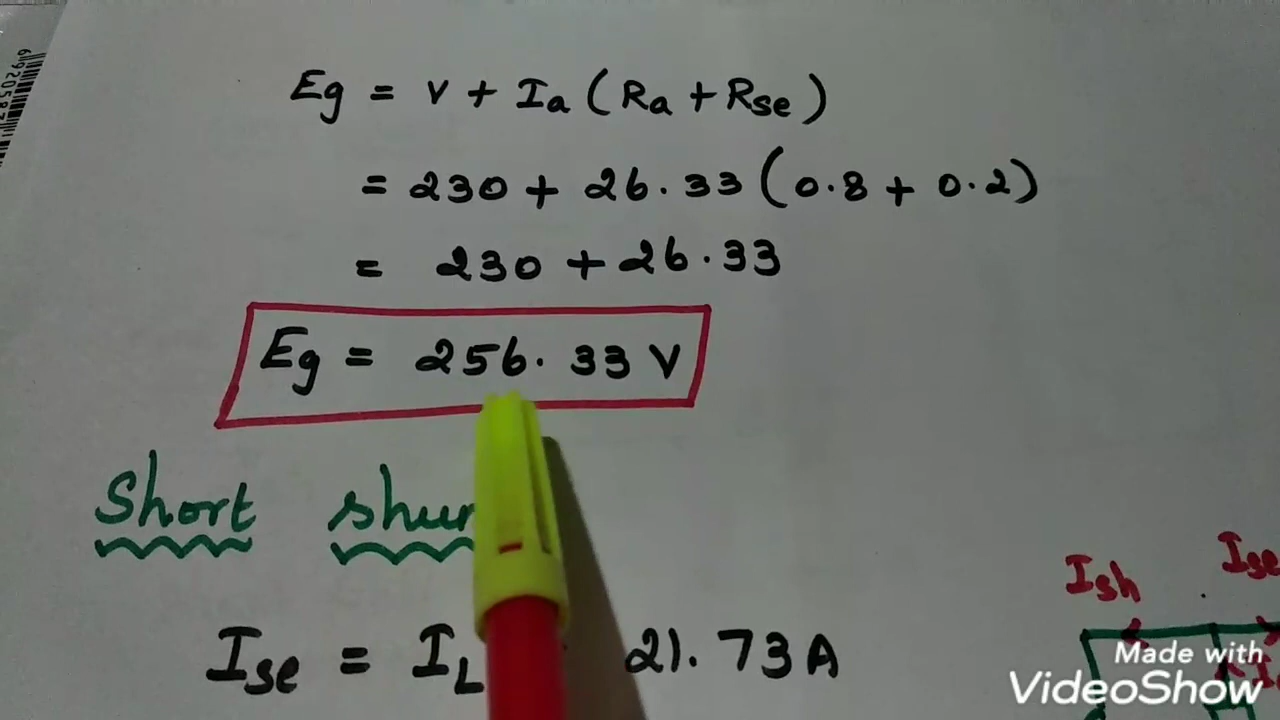 Eg = V + Ia (Ra + Rse)
= 230 + 26.33 (0.8 + 0.2)
= 230 + 26.33
Eg = 256.33 V
Short
Ise = IL 21.73 A
Ish Ise
Made with
VideoShow